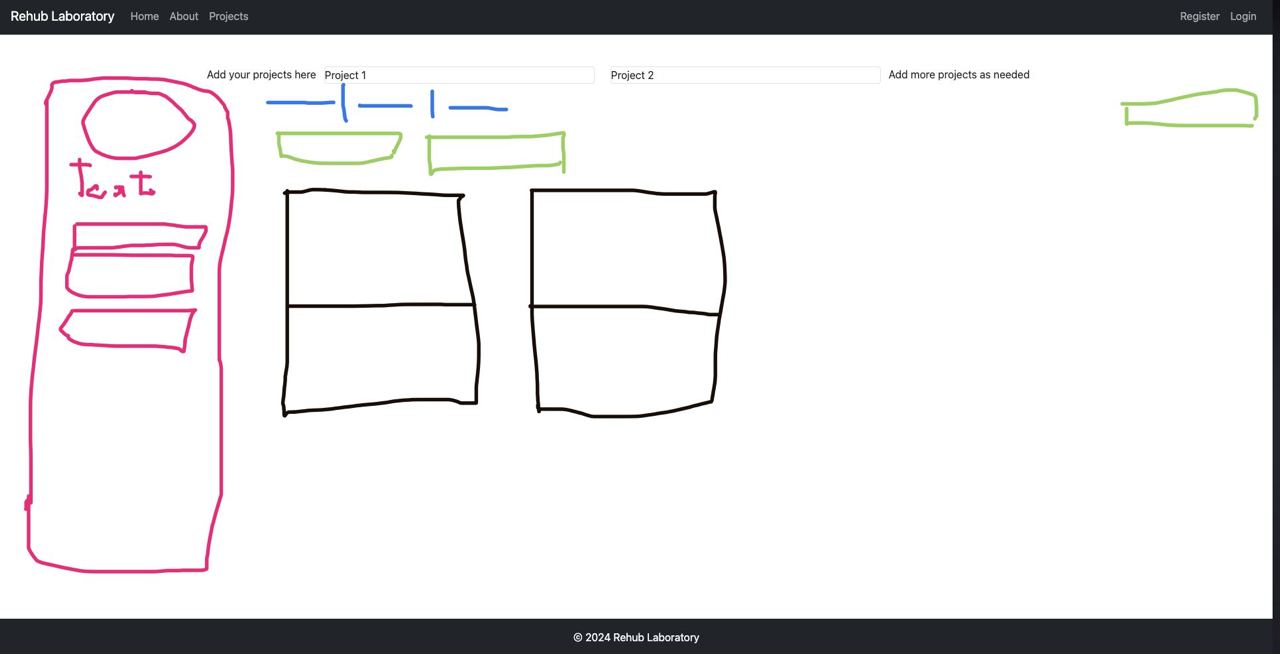 Rehub Laboratory Home About Projects Register Login
Add your projects here Project 1 Project 2 Add more projects as needed
Text
© 2024 Rehub Laboratory